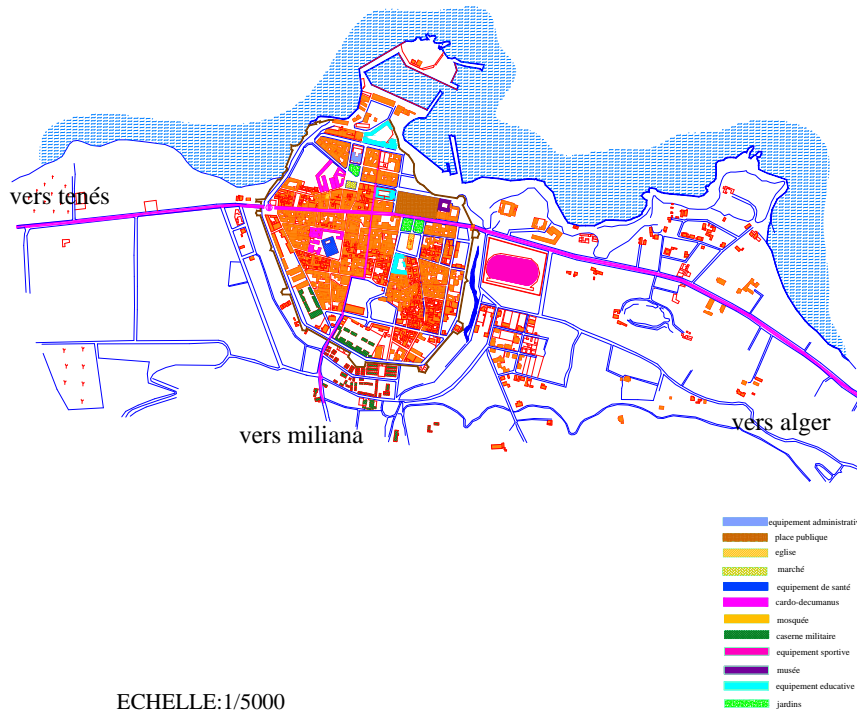 vers tenés
vers miliana
vers alger
equipement administrativ
place publique
eglise
marché
equipement de santé
cardo-decumanus
mosquée
caserne militaire
equipement sportive
musée
equipement educative
jardins
ECHELLE:1/5000